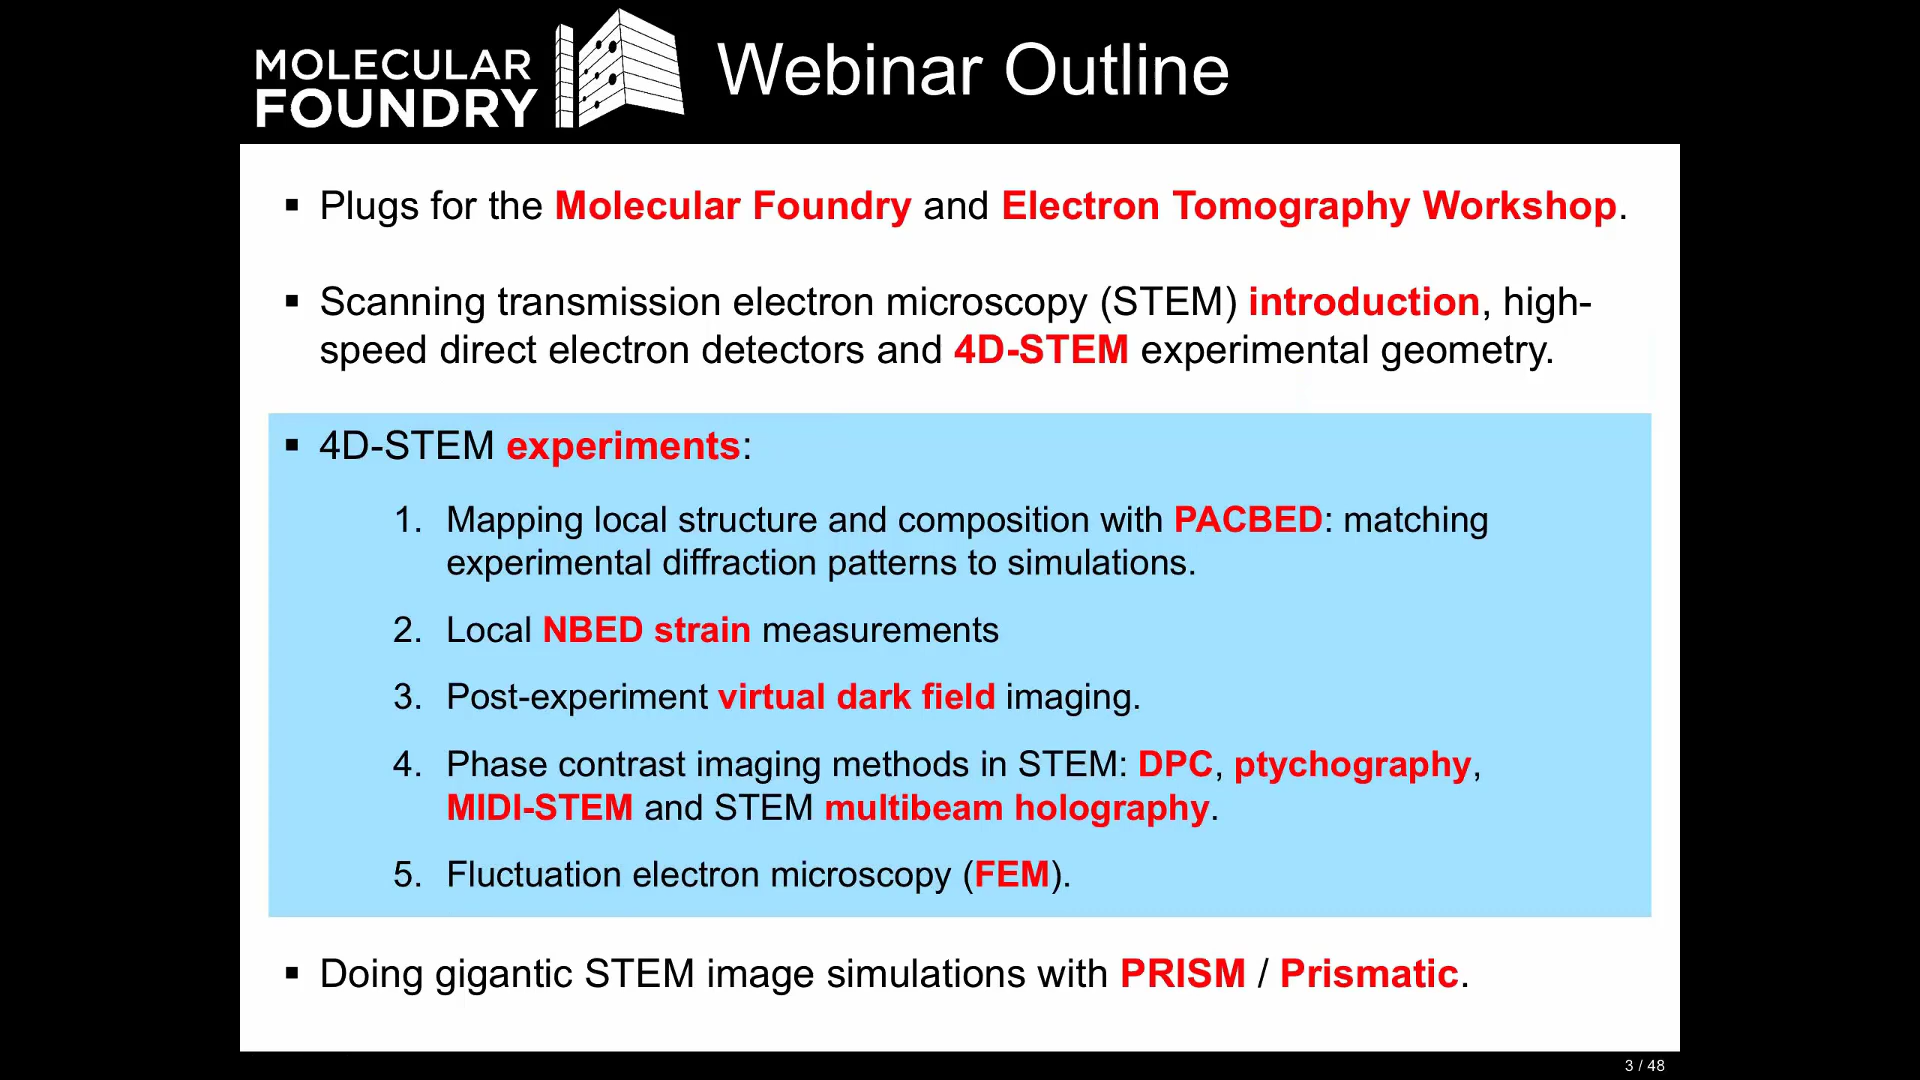 MOLECULAR
FOUNDRY
Webinar Outline
▪ Plugs for the Molecular Foundry and Electron Tomography Workshop.
▪ Scanning transmission electron microscopy (STEM) introduction, high-
speed direct electron detectors and 4D-STEM experimental geometry.
▪ 4D-STEM experiments:
1. Mapping local structure and composition with PACBED: matching
experimental diffraction patterns to simulations.
2. Local NBED strain measurements
3. Post-experiment virtual dark field imaging.
4. Phase contrast imaging methods in STEM: DPC, ptychography,
MIDI-STEM and STEM multibeam holography.
5. Fluctuation electron microscopy (FEM).
▪ Doing gigantic STEM image simulations with PRISM / Prismatic.
3 / 48